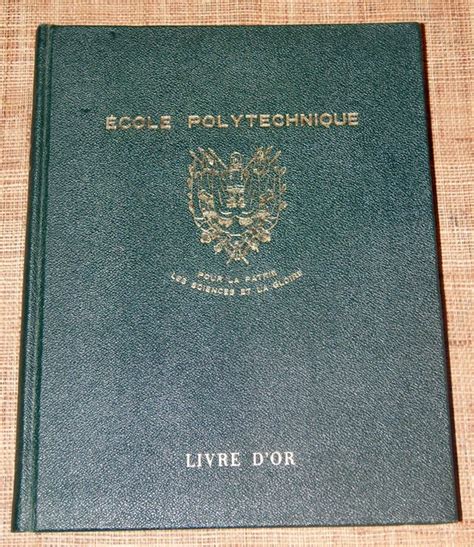 ÉCOLE POLYTECHNIQUE
POUR LA PATRIE
LES SCIENCES ET LA GLOIRE
LIVRE D'OR